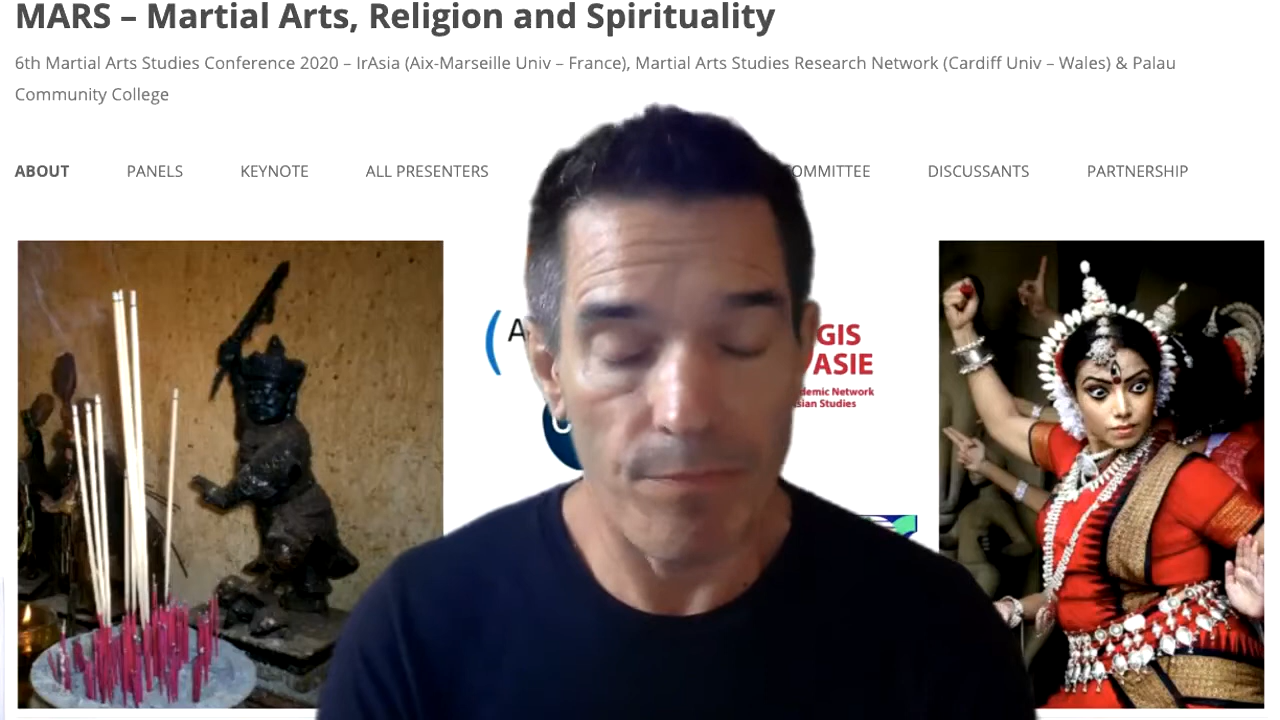 MARS – Martial Arts, Religion and Spirituality
6th Martial Arts Studies Conference 2020 – IrAsia (Aix-Marseille Univ – France), Martial Arts Studies Research Network (Cardiff Univ – Wales) & Palau
Community College
ABOUT PANELS KEYNOTE ALL PRESENTERS OMMITTEE DISCUSSANTS PARTNERSHIP
GIS
ASIE
demic Network
sian Studies